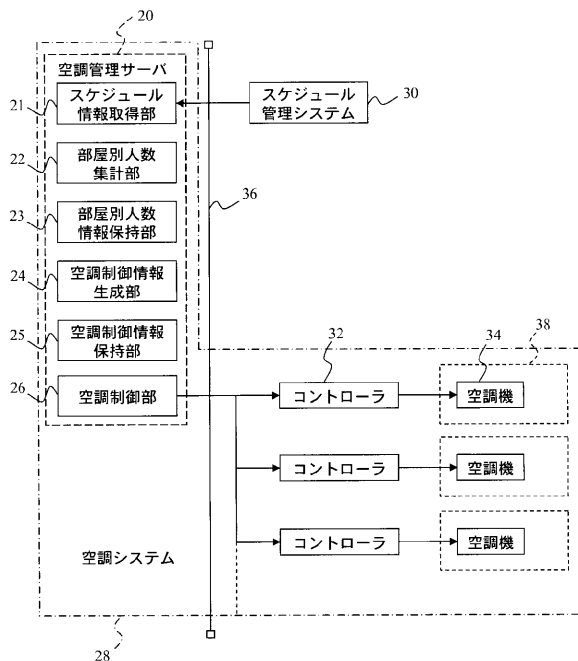 20
空調管理サーバ
21
スケジュール
情報取得部
スケジュール
管理システム
30
22
部屋別人数
集計部
23
部屋別人数
情報保持部
36
24
空調制御情報
生成部
25
空調制御情報
保持部
26
空調制御部
32
コントローラ
34
空調機
38
コントローラ
空調機
コントローラ
空調機
空調システム
28